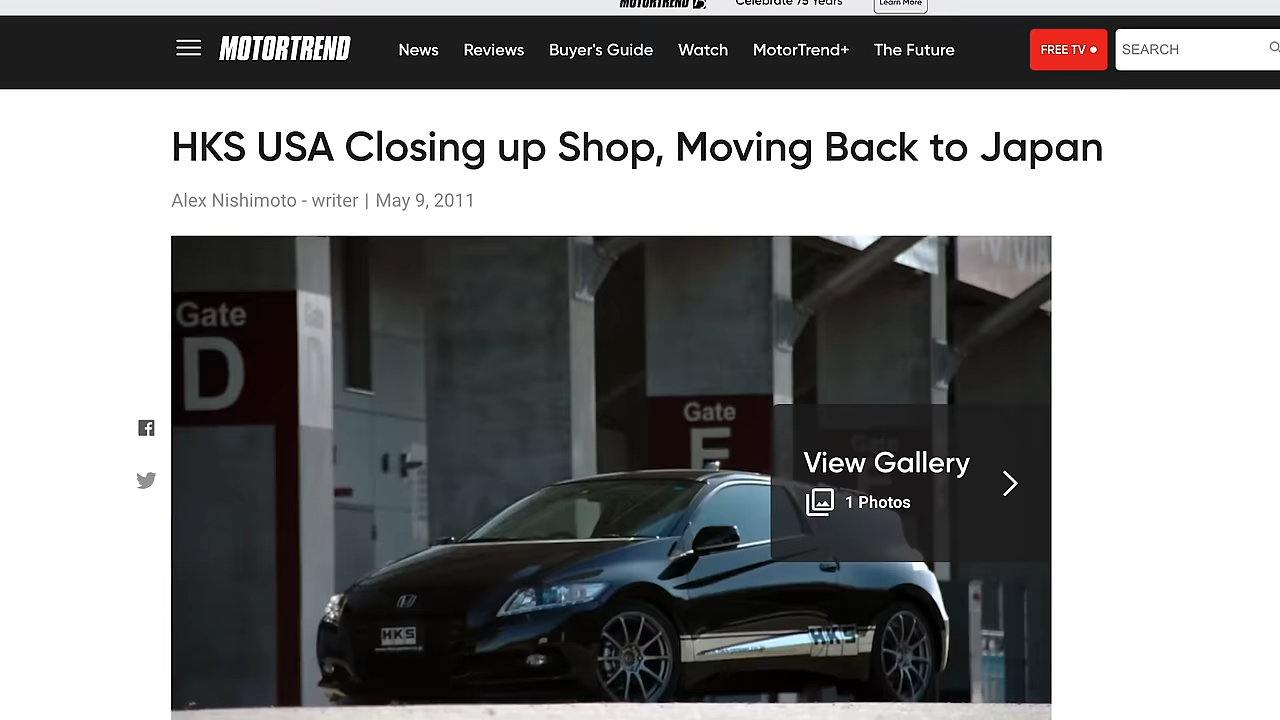 MOTORTREND Celebrate 75 Years Learn More
MOTORTREND News Reviews Buyer's Guide Watch MotorTrend+ The Future FREE TV SEARCH
HKS USA Closing up Shop, Moving Back to Japan
Alex Nishimoto - writer | May 9, 2011
Gate
D
Gate
View Gallery
1 Photos
HKS
HKS